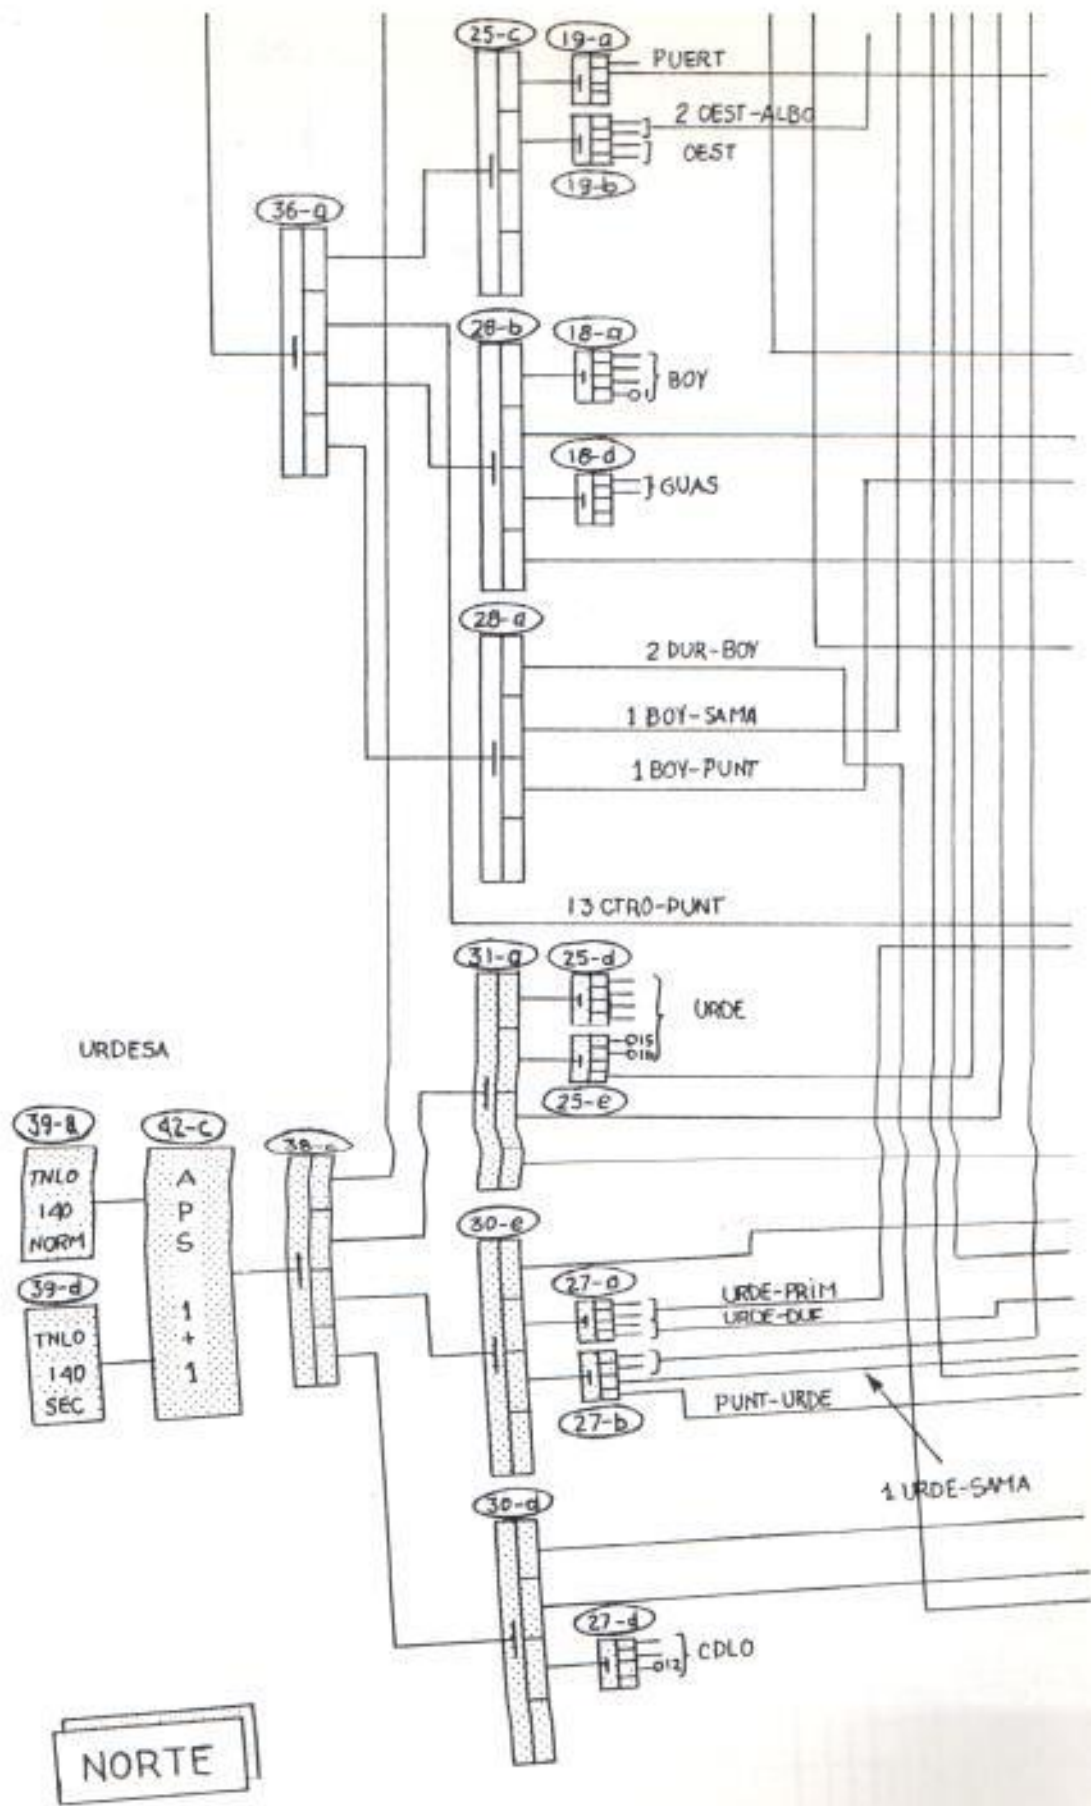 25-c
19-a
PUERT
2 OEST-ALBO
OEST
19-b
36-a
28-b
18-a
BOY
01
18-d
GUAS
28-a
2 DUR-BOY
1 BOY-SAMA
1 BOY-PUNT
13 CTRO-PUNT
31-a
25-d
URDE
015
016
25-e
URDESA
39-a
42-c
TNLO
140
NORM
A
P
S
1
+
1
39-d
TNLO
140
SEC
30-e
27-a
URDE-PRIM
URDE-DUF
PUNT-URDE
27-b
1 URDE-SAMA
30-d
27-d
CDLO
012
NORTE